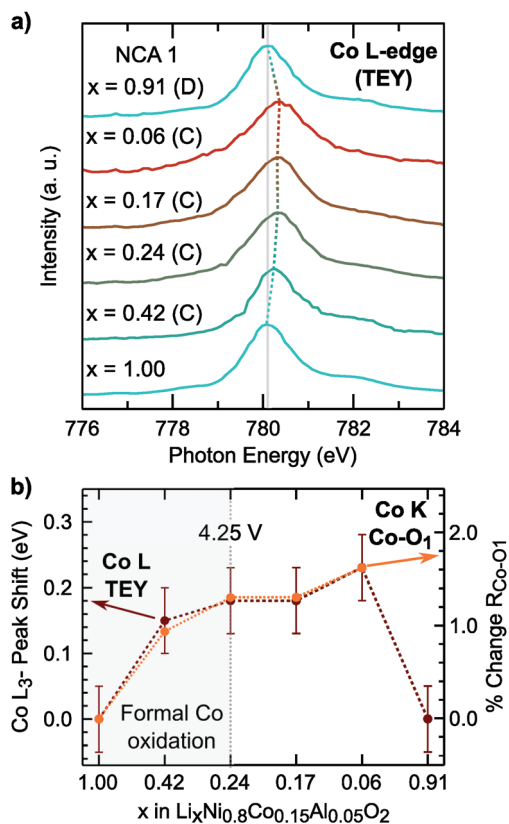 a)
NCA 1
Co L-edge
(TEY)
x = 0.91 (D)
x = 0.06 (C)
x = 0.17 (C)
x = 0.24 (C)
x = 0.42 (C)
x = 1.00
Intensity (a. u.)
776 778 780 782 784
Photon Energy (eV)
b)
0.3
0.2
0.1
0.0
Co L₃- Peak Shift (eV)
4.25 V
Co L
TEY
Co K
Co-O₁
Formal Co
oxidation
2.0
1.0
0.0
% Change R_Co-O1
1.00 0.42 0.24 0.17 0.06 0.91
x in LiₓNi₀.₈Co₀.₁₅Al₀.₀₅O₂